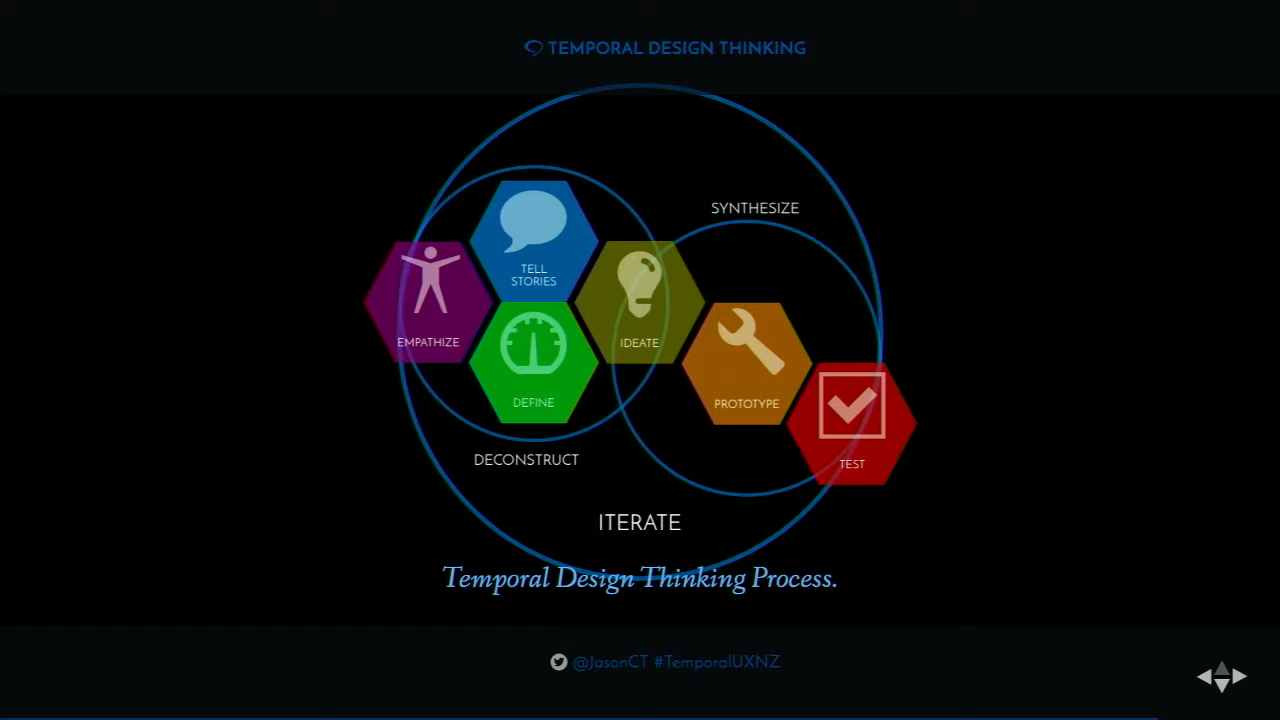 TEMPORAL DESIGN THINKING
SYNTHESIZE
TELL
STORIES
EMPATHIZE
IDEATE
DEFINE
PROTOTYPE
TEST
DECONSTRUCT
ITERATE
Temporal Design Thinking Process.
@JasonCT #TemporalUXNZ